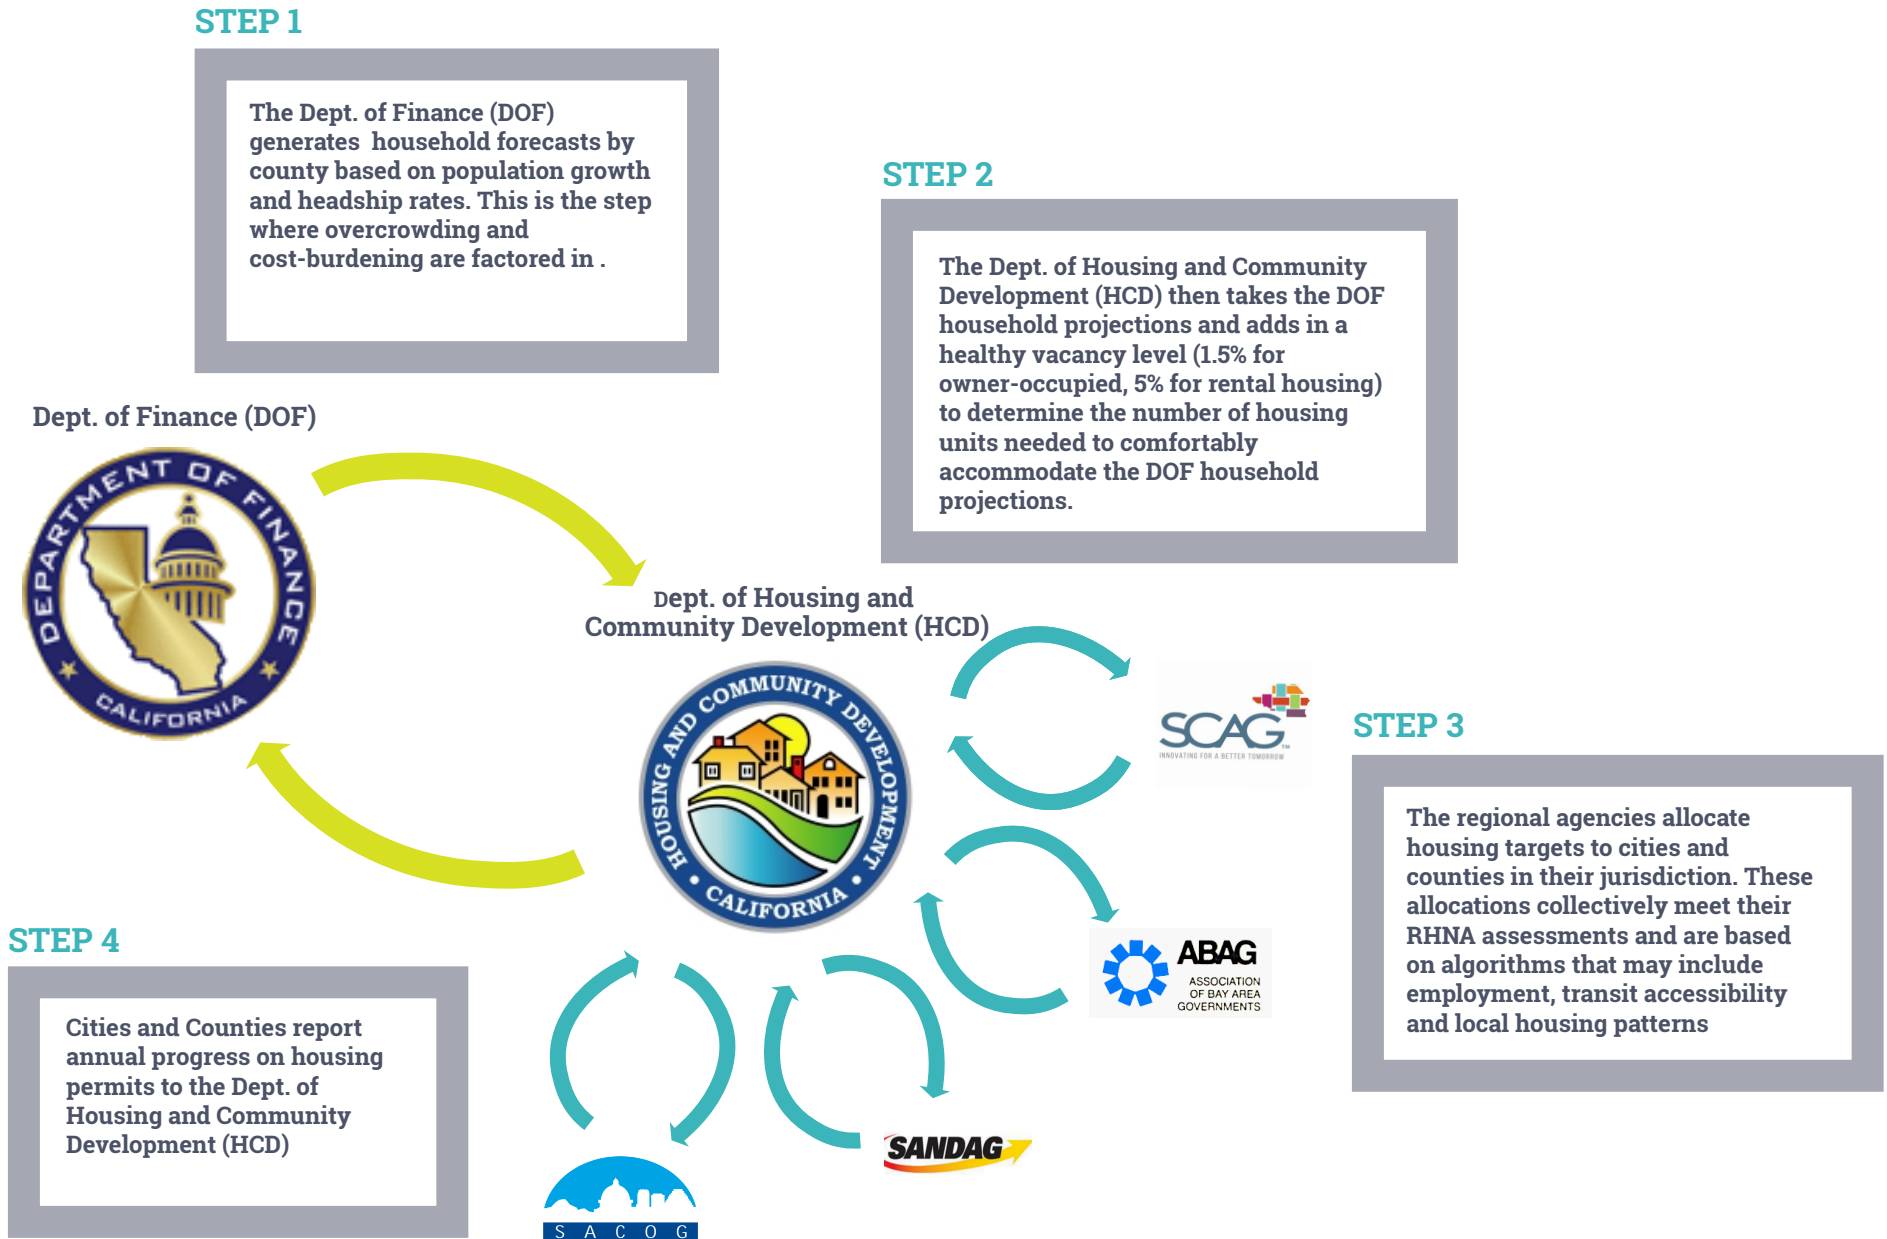 STEP 1
The Dept. of Finance (DOF)
generates household forecasts by
county based on population growth
and headship rates. This is the step
where overcrowding and
cost-burdening are factored in .
STEP 2
The Dept. of Housing and Community
Development (HCD) then takes the DOF
household projections and adds in a
healthy vacancy level (1.5% for
owner-occupied, 5% for rental housing)
to determine the number of housing
units needed to comfortably
accommodate the DOF household
projections.
Dept. of Finance (DOF)
DEPARTMENT OF FINANCE
CALIFORNIA
Dept. of Housing and
Community Development (HCD)
HOUSING AND COMMUNITY DEVELOPMENT
• CALIFORNIA •
SCAG™
INNOVATING FOR A BETTER TOMORROW
STEP 3
The regional agencies allocate
housing targets to cities and
counties in their jurisdiction. These
allocations collectively meet their
RHNA assessments and are based
on algorithms that may include
employment, transit accessibility
and local housing patterns
ABAG
ASSOCIATION
OF BAY AREA
GOVERNMENTS
STEP 4
Cities and Counties report
annual progress on housing
permits to the Dept. of
Housing and Community
Development (HCD)
SANDAG
SACOG